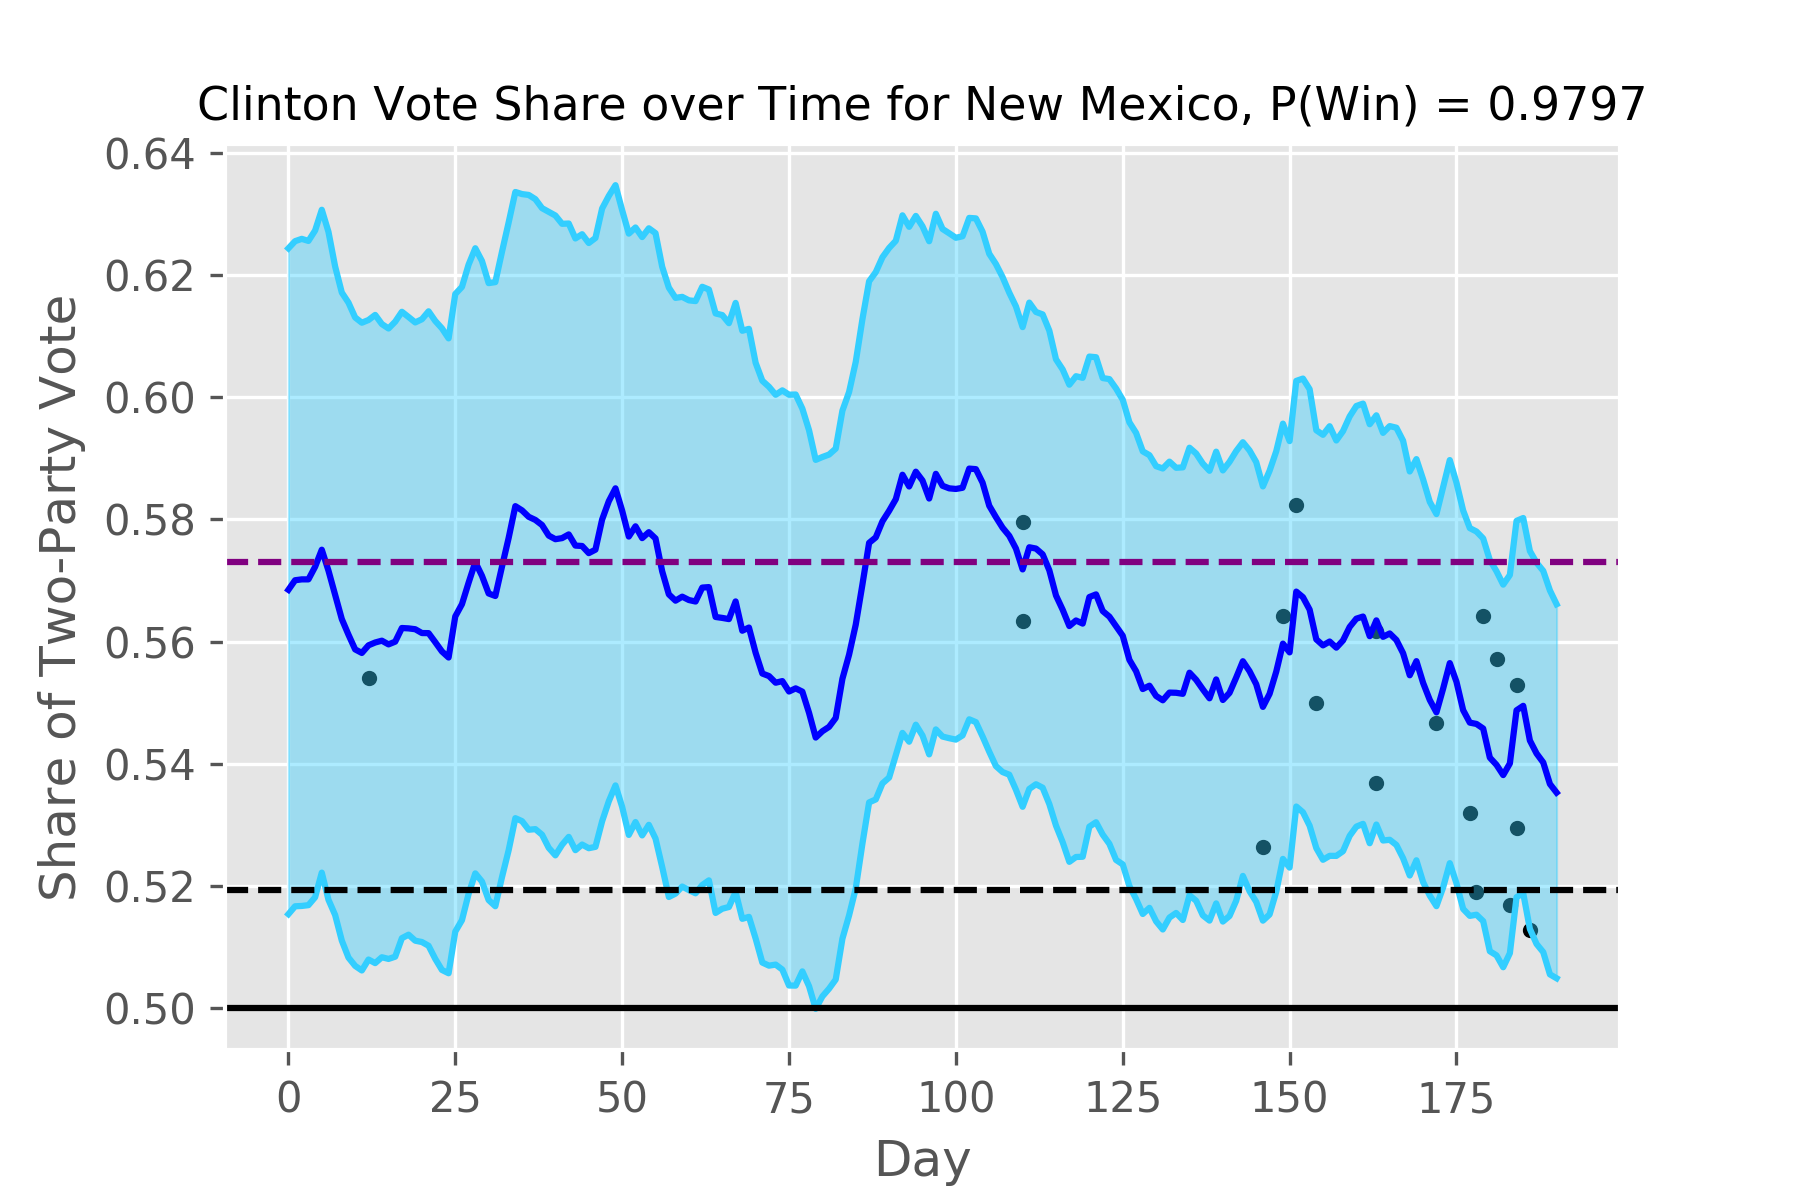 Clinton Vote Share over Time for New Mexico, P(Win) = 0.9797
Share of Two-Party Vote
0.64
0.62
0.60
0.58
0.56
0.54
0.52
0.50
0 25 50 75 100 125 150 175
Day